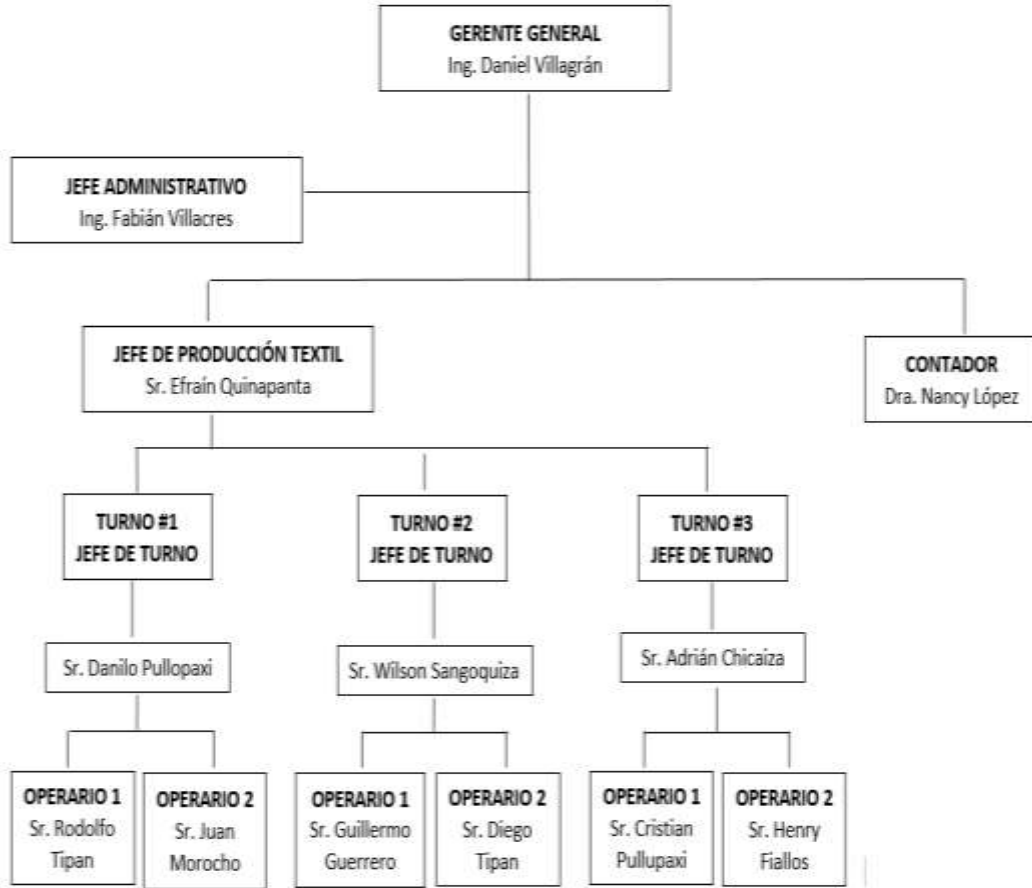 GERENTE GENERAL
Ing. Daniel Villagrán
JEFE ADMINISTRATIVO
Ing. Fabián Villacres
JEFE DE PRODUCCIÓN TEXTIL
Sr. Efraín Quinapanta
CONTADOR
Dra. Nancy López
TURNO #1
JEFE DE TURNO
TURNO #2
JEFE DE TURNO
TURNO #3
JEFE DE TURNO
Sr. Danilo Pullopaxi
Sr. Wilson Sangoquiza
Sr. Adrián Chicaiza
OPERARIO 1
Sr. Rodolfo
Tipan
OPERARIO 2
Sr. Juan
Morocho
OPERARIO 1
Sr. Guillermo
Guerrero
OPERARIO 2
Sr. Diego
Tipan
OPERARIO 1
Sr. Cristian
Pullupaxi
OPERARIO 2
Sr. Henry
Fiallos